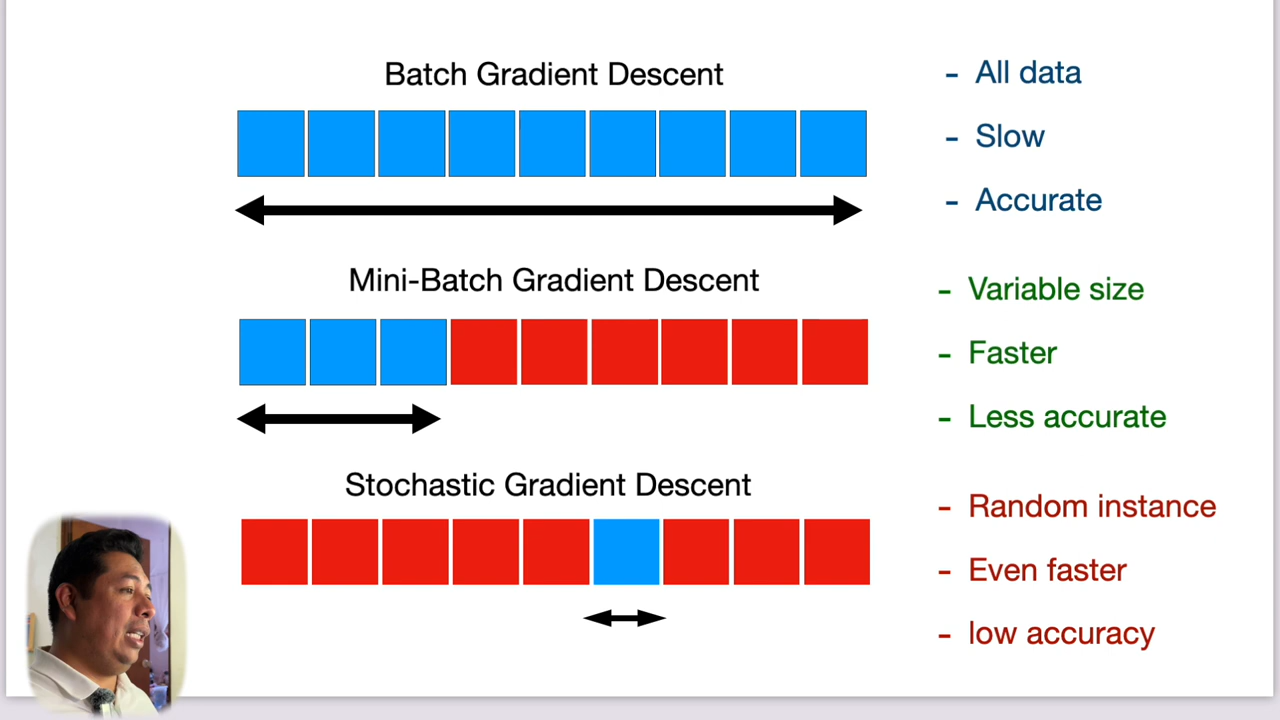 Batch Gradient Descent
- All data
- Slow
- Accurate
Mini-Batch Gradient Descent
- Variable size
- Faster
- Less accurate
Stochastic Gradient Descent
- Random instance
- Even faster
- low accuracy